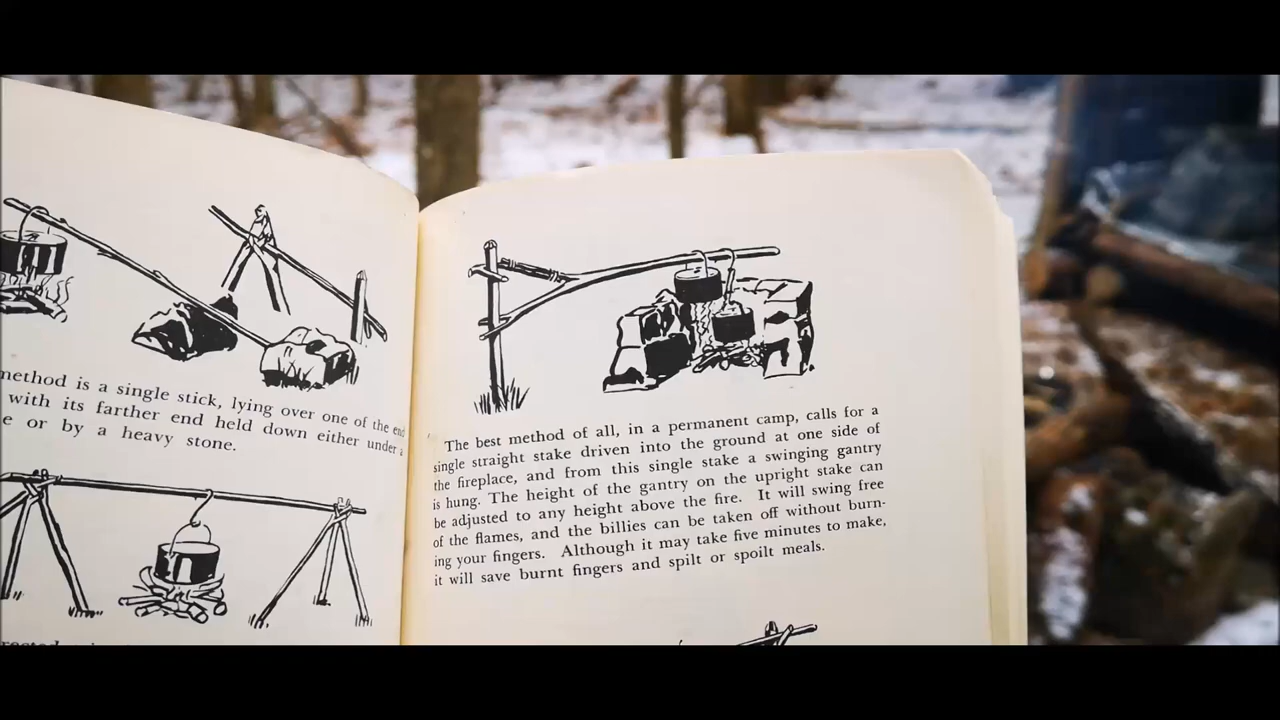 method is a single stick, lying over one of the end
with its farther end held down either under a
or by a heavy stone.
The best method of all, in a permanent camp, calls for a
single straight stake driven into the ground at one side of
the fireplace, and from this single stake a swinging gantry
is hung. The height of the gantry on the upright stake can
be adjusted to any height above the fire. It will swing free
of the flames, and the billies can be taken off without burn-
ing your fingers. Although it may take five minutes to make,
it will save burnt fingers and spilt or spoilt meals.